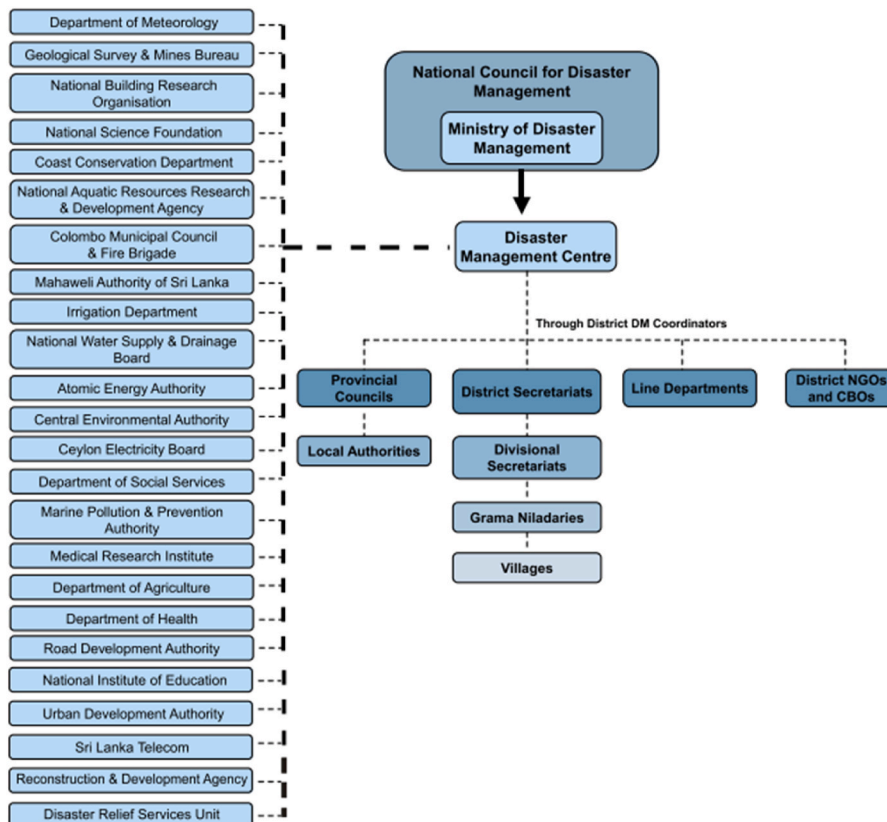 Department of Meteorology
Geological Survey & Mines Bureau
National Building Research
Organisation
National Science Foundation
Coast Conservation Department
National Aquatic Resources Research
& Development Agency
Colombo Municipal Council
& Fire Brigade
Mahaweli Authority of Sri Lanka
Irrigation Department
National Water Supply & Drainage
Board
Atomic Energy Authority
Central Environmental Authority
Ceylon Electricity Board
Department of Social Services
Marine Pollution & Prevention
Authority
Medical Research Institute
Department of Agriculture
Department of Health
Road Development Authority
National Institute of Education
Urban Development Authority
Sri Lanka Telecom
Reconstruction & Development Agency
Disaster Relief Services Unit
National Council for Disaster
Management
Ministry of Disaster
Management
Disaster
Management Centre
Through District DM Coordinators
Provincial
Councils
District Secretariats
Line Departments
District NGOs
and CBOs
Local Authorities
Divisional
Secretariats
Grama Niladaries
Villages